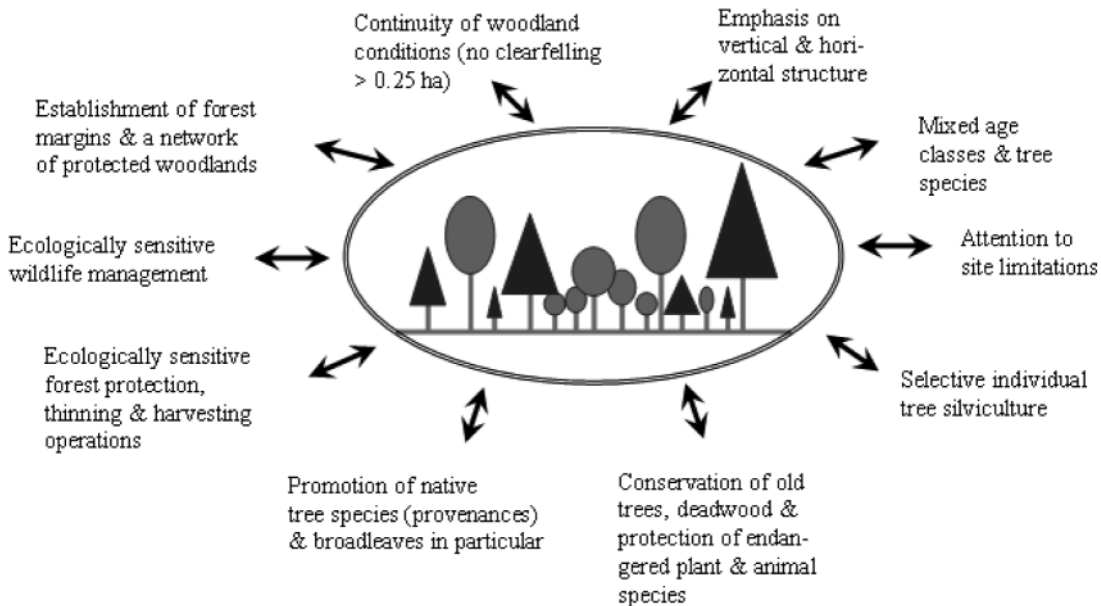 Continuity of woodland
conditions (no clearfelling
> 0.25 ha)
Emphasis on
vertical & hori-
zontal structure
Mixed age
classes & tree
species
Attention to
site limitations
Selective individual
tree silviculture
Conservation of old
trees, deadwood &
protection of endan-
gered plant & animal
species
Promotion of native
tree species (provenances)
& broadleaves in particular
Ecologically sensitive
forest protection,
thinning & harvesting
operations
Ecologically sensitive
wildlife management
Establishment of forest
margins & a network
of protected woodlands